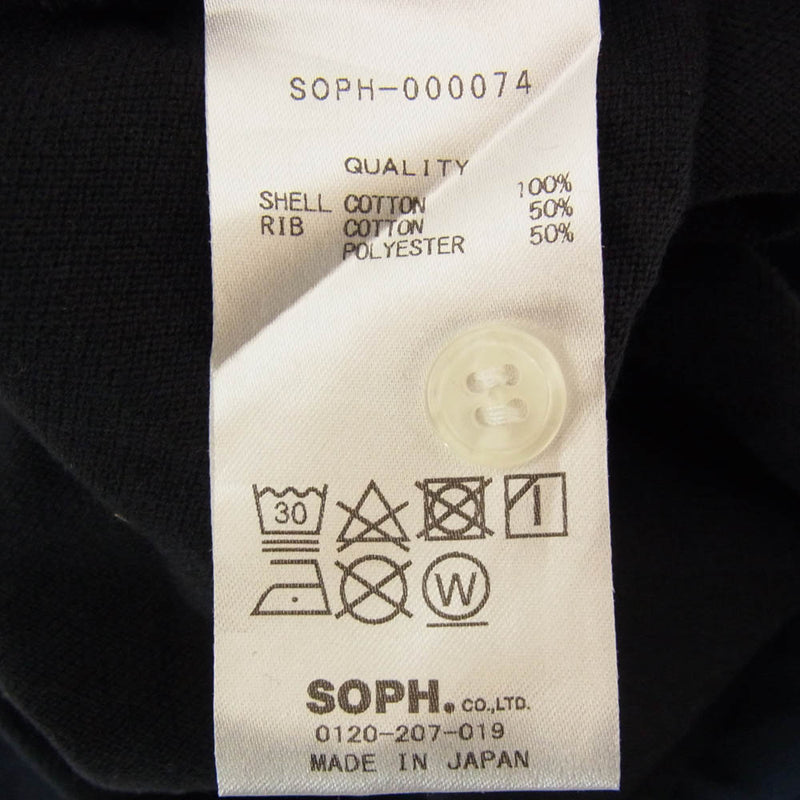 SOPH-000074
QUALITY
SHELL COTTON 100%
RIB COTTON 50%
POLYESTER 50%
30
W
SOPH. CO.,LTD.
0120-207-019
MADE IN JAPAN